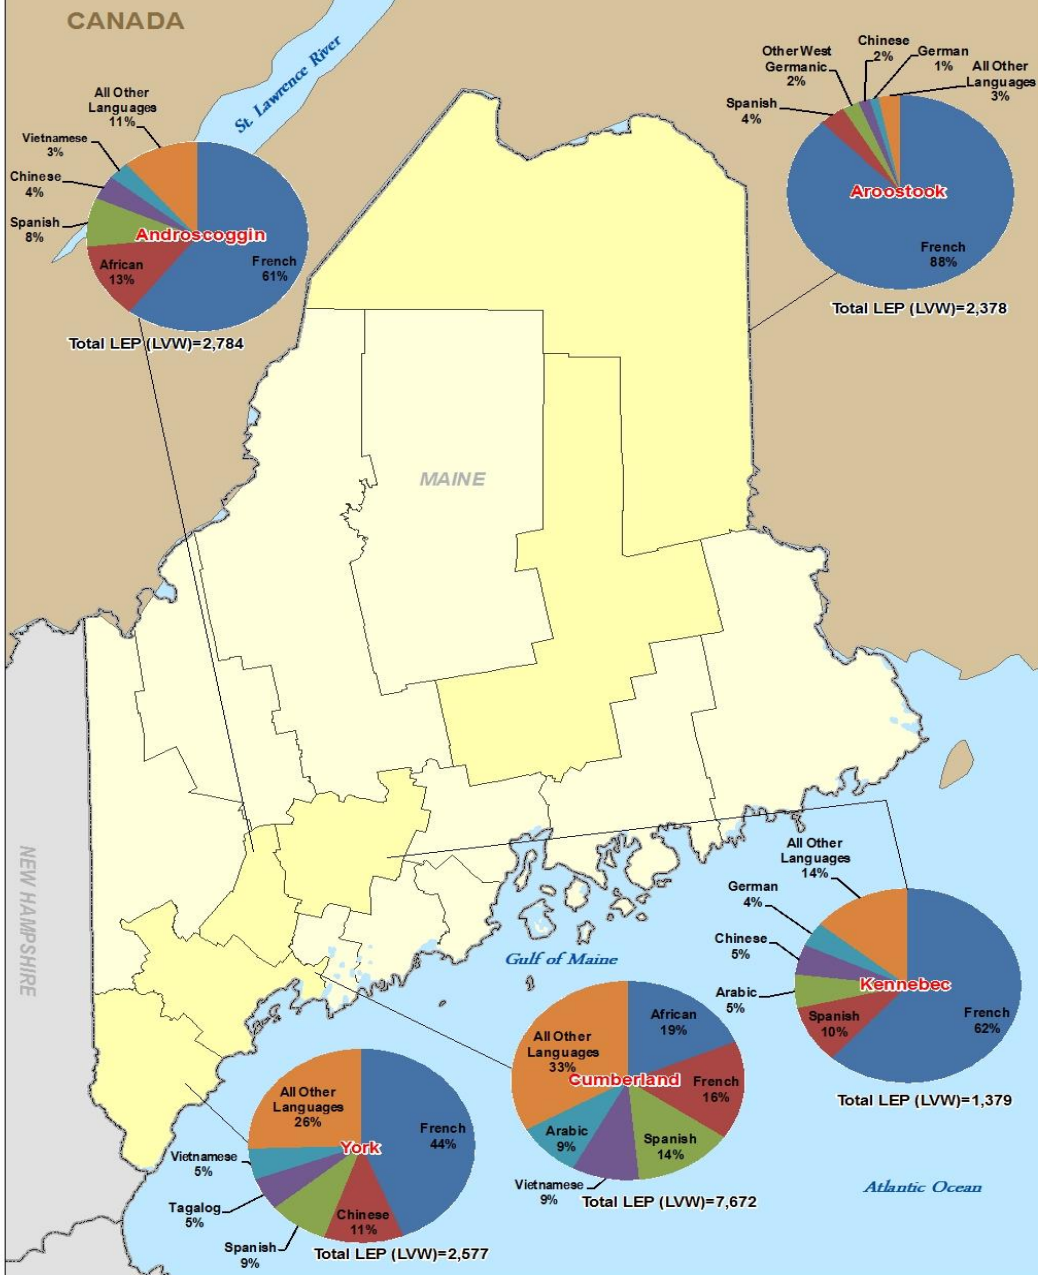 CANADA
St. Lawrence River
All Other
Languages
11%
Vietnamese
3%
Chinese
4%
Spanish
8%
African
13%
Androscoggin
French
61%
Total LEP (LVW)=2,784
Other West
Germanic
2%
Chinese
2%
German
1%
All Other
Languages
3%
Spanish
4%
Aroostook
French
88%
Total LEP (LVW)=2,378
MAINE
NEW HAMPSHIRE
Gulf of Maine
All Other
Languages
14%
German
4%
Chinese
5%
Arabic
5%
Spanish
10%
Kennebec
French
62%
Total LEP (LVW)=1,379
All Other
Languages
33%
African
19%
Cumberland
French
16%
Arabic
9%
Spanish
14%
Vietnamese
9%
Total LEP (LVW)=7,672
All Other
Languages
26%
French
44%
York
Vietnamese
5%
Tagalog
5%
Chinese
11%
Spanish
9%
Total LEP (LVW)=2,577
Atlantic Ocean